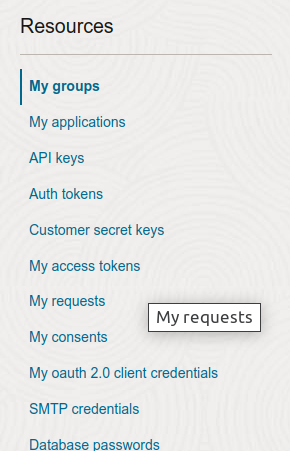 Resources
My groups
My applications
API keys
Auth tokens
Customer secret keys
My access tokens
My requests
My requests
My consents
My oauth 2.0 client credentials
SMTP credentials
Database passwords